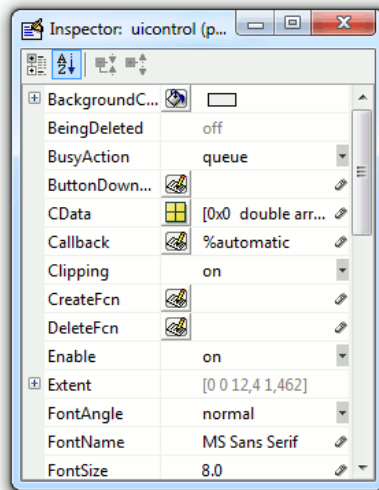 Inspector: uicontrol (p...
BackgroundC...
BeingDeleted off
BusyAction queue
ButtonDown...
CData [0x0 double arr...
Callback %automatic
Clipping on
CreateFcn
DeleteFcn
Enable on
Extent [0 0 12,4 1,462]
FontAngle normal
FontName MS Sans Serif
FontSize 8.0